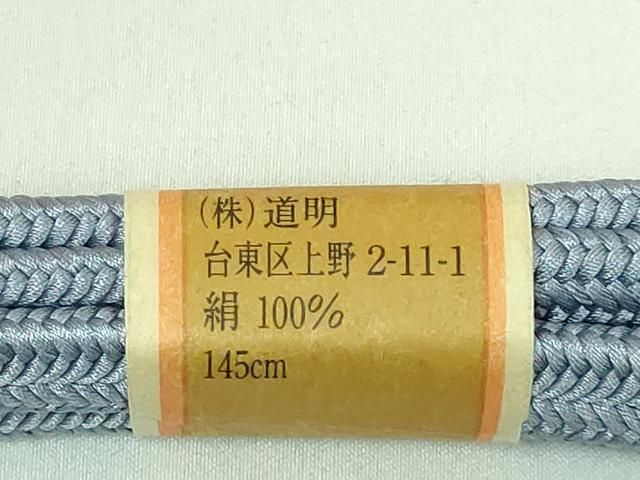 (株)道明
台東区上野 2-11-1
絹 100%
145cm